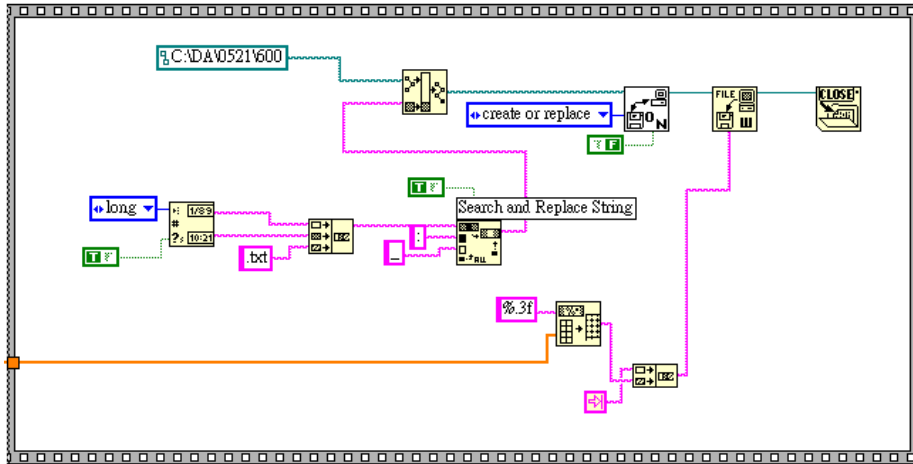 C:\DA\0521\600
create or replace
FILE
W
CLOSE
O
N
F
long
T
1/89
#
?
10:21
.txt
T
Search and Replace String
:
_
ALL
%.3f